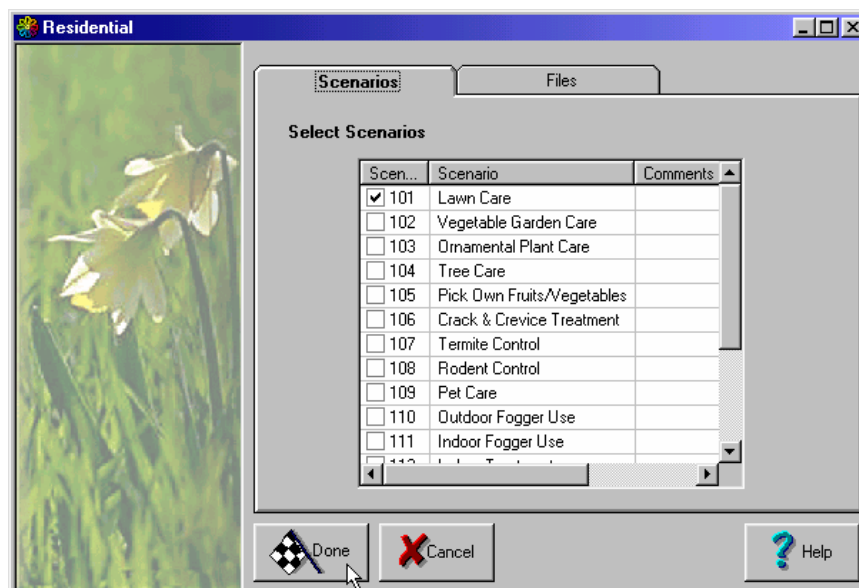 Residential
Scenarios
Files
Select Scenarios
Scen... Scenario Comments
101 Lawn Care
102 Vegetable Garden Care
103 Ornamental Plant Care
104 Tree Care
105 Pick Own Fruits/Vegetables
106 Crack & Crevice Treatment
107 Termite Control
108 Rodent Control
109 Pet Care
110 Outdoor Fogger Use
111 Indoor Fogger Use
Done
Cancel
Help